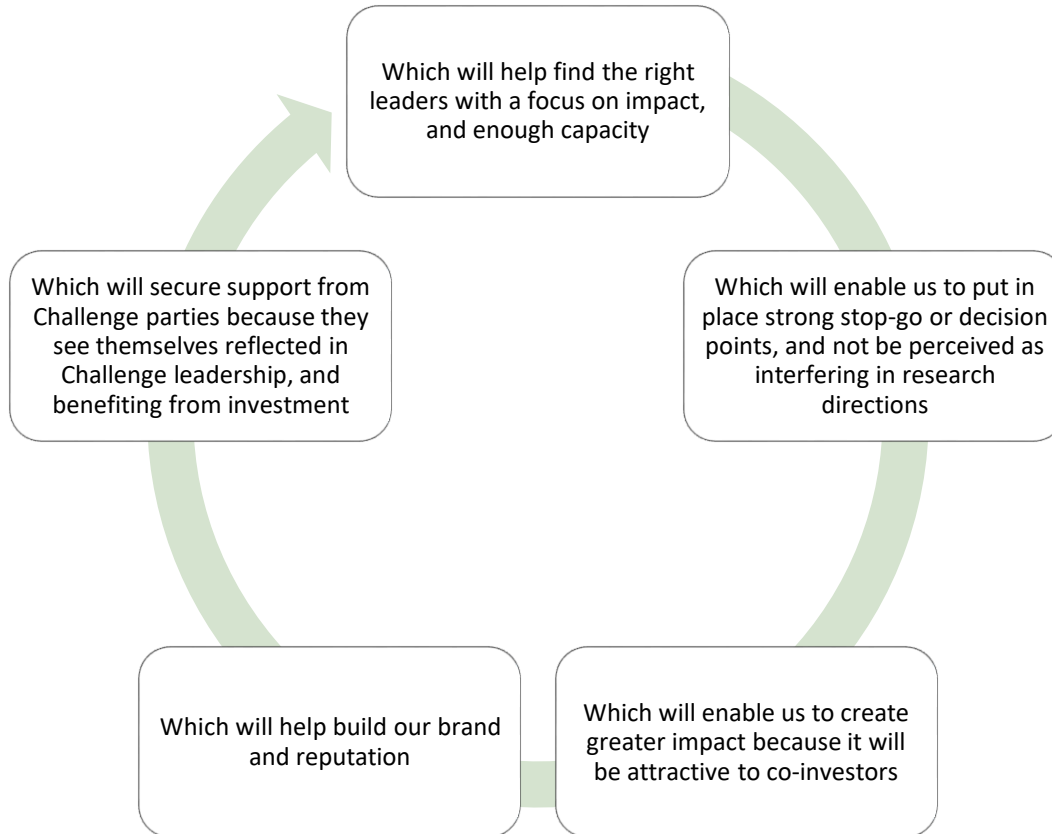 Which will help find the right
leaders with a focus on impact,
and enough capacity
Which will enable us to put in
place strong stop-go or decision
points, and not be perceived as
interfering in research
directions
Which will enable us to create
greater impact because it will
be attractive to co-investors
Which will help build our brand
and reputation
Which will secure support from
Challenge parties because they
see themselves reflected in
Challenge leadership, and
benefiting from investment